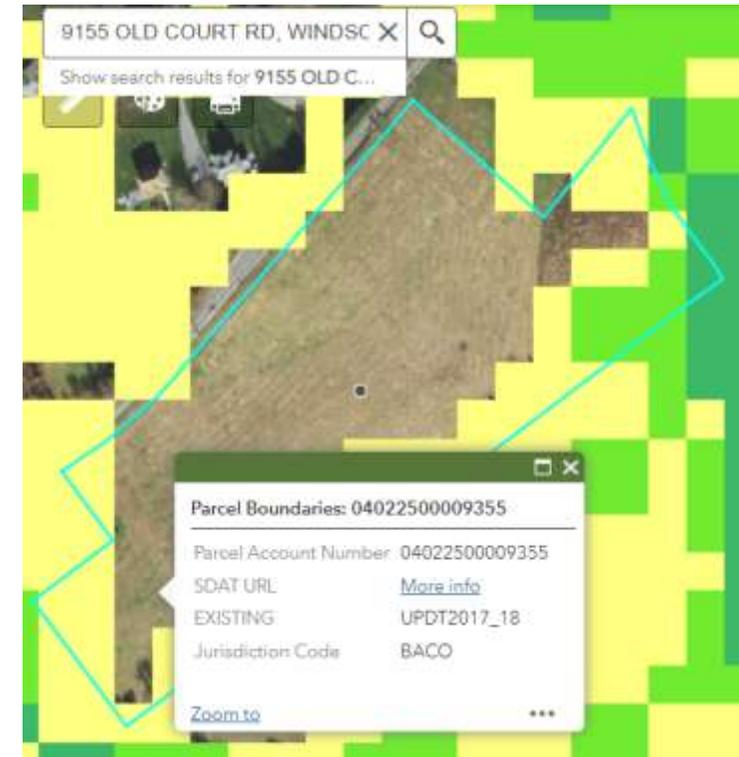 9155 OLD COURT RD, WINDSC
Show search results for 9155 OLD C...
Parcel Boundaries: 04022500009355
Parcel Account Number 04022500009355
SDAT URL More info
EXISTING UPDT2017_18
Jurisdiction Code BACO
Zoom to